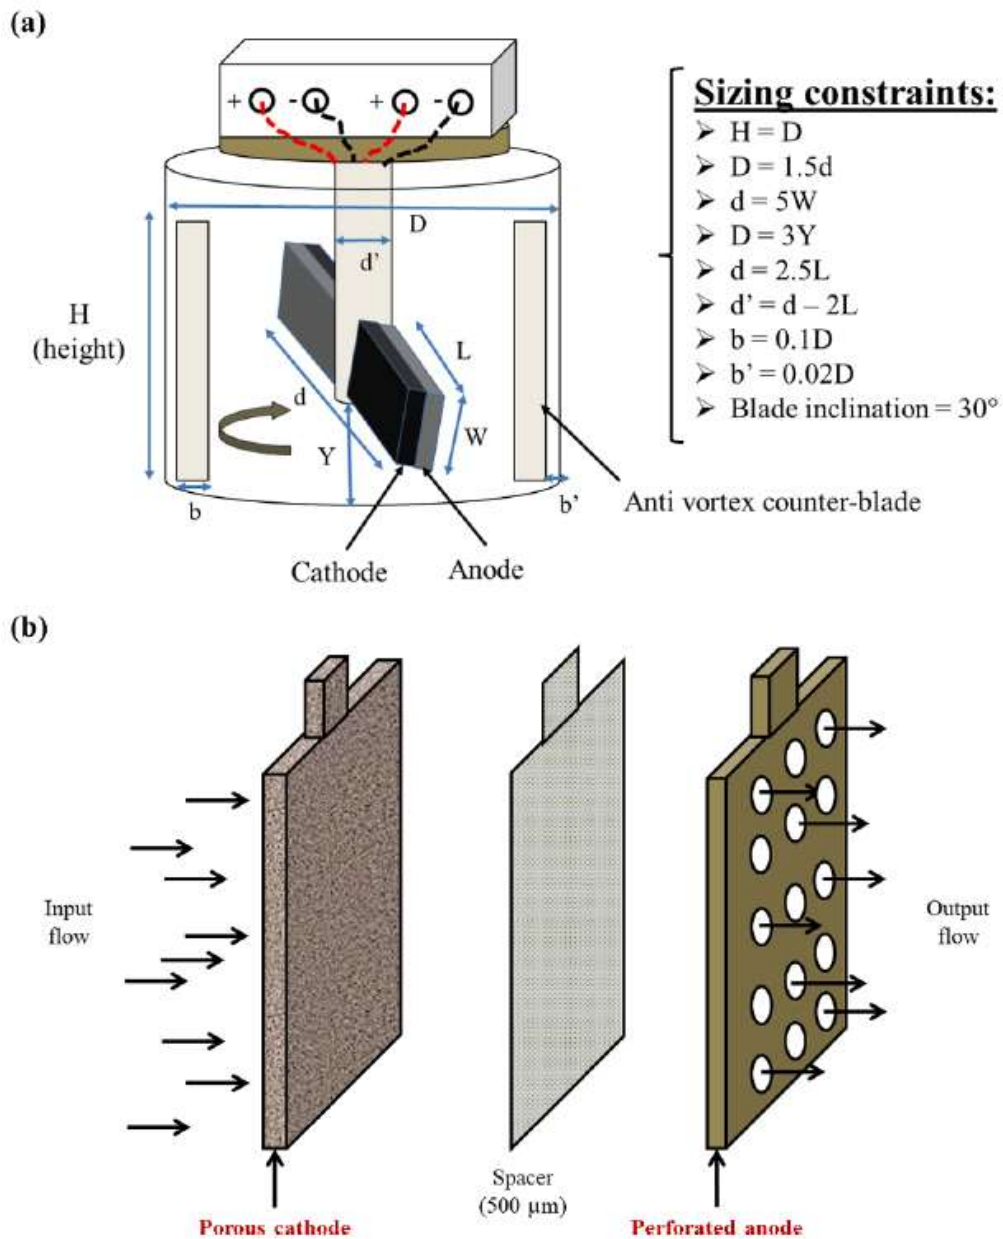 (a)
+ - + -
D
d'
H
(height)
L
d
W
Y
b
b'
Cathode
Anode
Anti vortex counter-blade
Sizing constraints:
➢ H = D
➢ D = 1.5d
➢ d = 5W
➢ D = 3Y
➢ d = 2.5L
➢ d’ = d – 2L
➢ b = 0.1D
➢ b’ = 0.02D
➢ Blade inclination = 30°
(b)
Input
flow
Output
flow
Spacer
(500 µm)
Porous cathode
Perforated anode